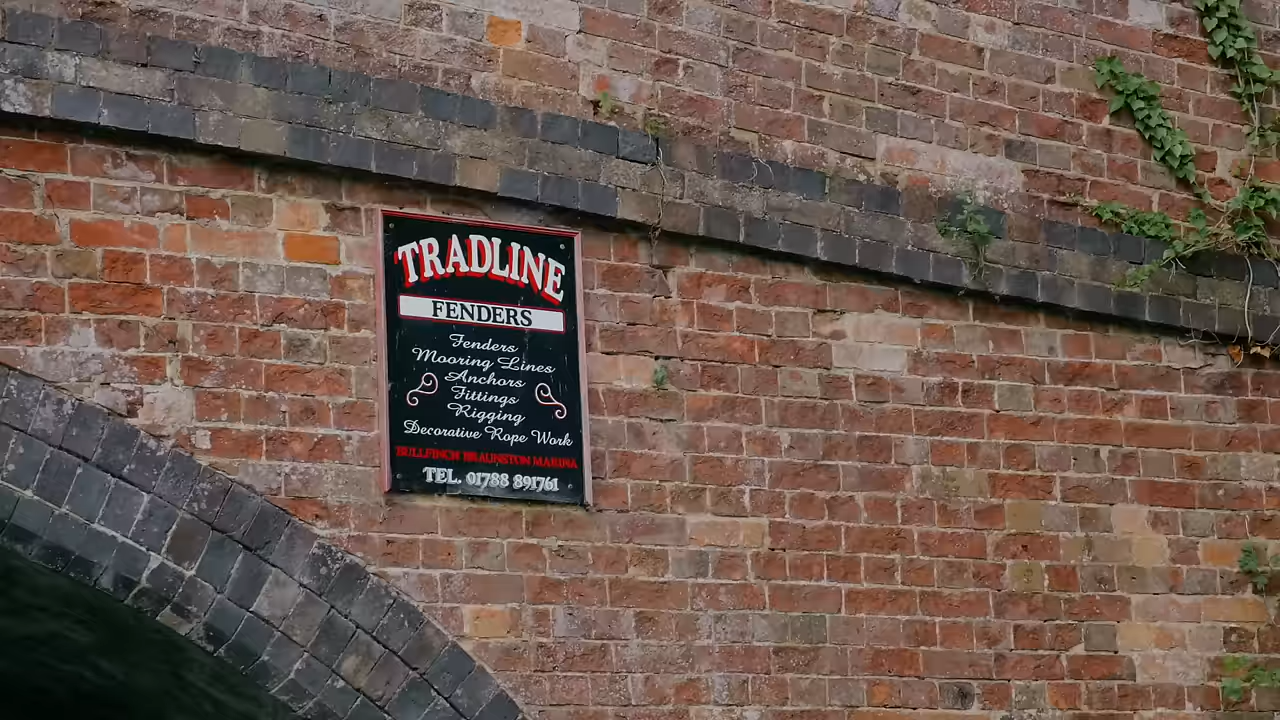 TRADLINE
FENDERS
Fenders
Mooring Lines
Anchors
Fittings
Rigging
Decorative Rope Work
BULLFINCH BRAUNSTON MARINA
TEL. 01788 891761